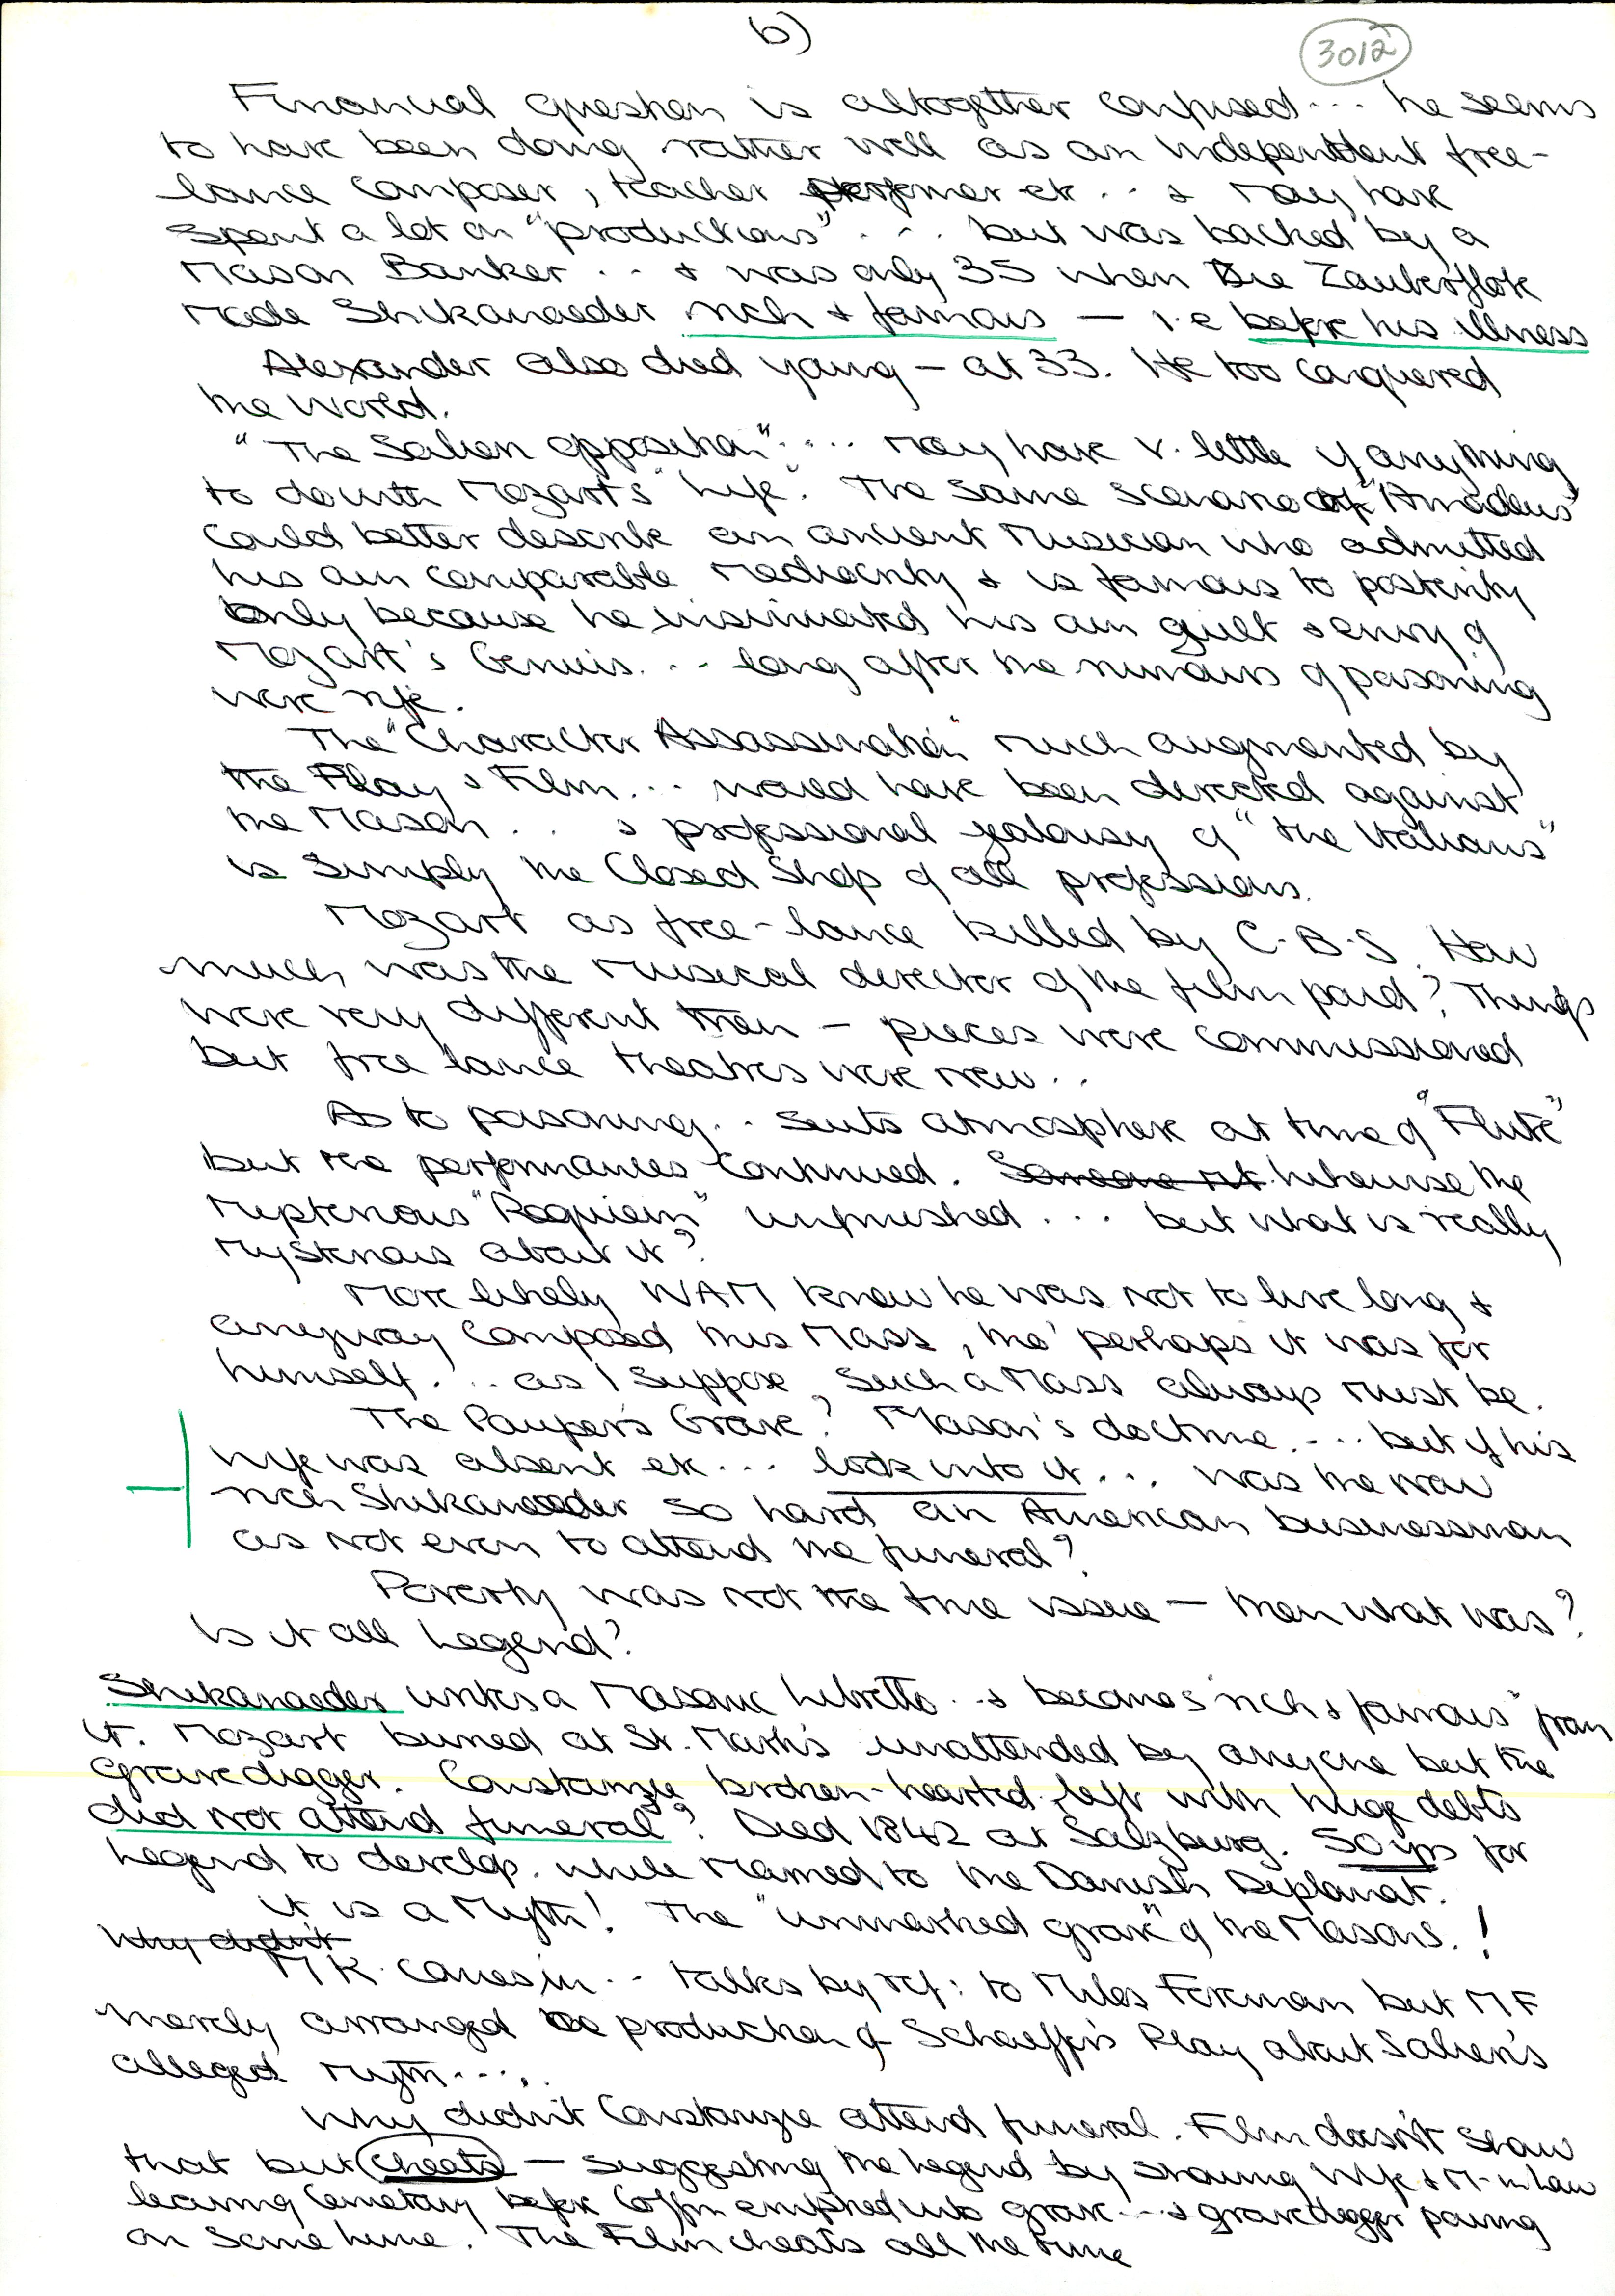 b)
3012
Financial question is altogether confused... he seems
to have been doing rather well as an independent free-
lance composer, teacher performer etc... & may have
spent a lot on "productions".... but was backed by a
Mason Banker... & was only 35 when Die Zauberflote
made Shikanaeder rich & famous — i.e before his illness
Alexander also died young — at 33. He too conquered
the World.
"The Salieri opposition".... may have v. little if anything
to do with Mozart's "life". The same scenario of "Amadeus"
could better describe an ancient musician who admitted
his own comparable mediocrity & is famous to posterity
only because he insinuated his own guilt & envy of
Mozart's Genuis... long after the rumours of poisoning
were rife.
The "Character Assassination" much augmented by
the Play & Film... would have been directed against
the Mason.. & professional jealousy of "the Italians"
is simply the Closed Shop of all professions.
Mozart as free-lance killed by C.B.S. How
much was the musical director of the film paid? Things
were very different then — pieces were commissioned
but free lance theatres were new..
As to poisoning.. suits atmosphere at time of "Flute"
but the performances continued. likewise the
mysterious "Requiem" unfinished.... but what is really
mysterious about it?
More likely WAM knew he was not to live long &
anyway composed this Mass, tho' perhaps it was for
himself... as I suppose, such a Mass always must be.
The Pauper's Grave? Mason's doctrine.... but if his
wife was absent etc... look into it... was the now
rich Shikanaeder so hard an American businessman
as not even to attend the funeral?
Poverty was not the true issue — then what was?
Is it all Legend?
Shikanaeder writes a Masonic Libretto.. & becomes "rich & famous" from
it. Mozart buried at St. Mark's unattended by anyone but the
Gravedigger. Constanze broken-hearted left with huge debts
did not attend funeral? Died 1842 at Salzburg. 50 yrs for
Legend to develop. while married to the Danish Diplomat.
it is a Myth! The "unmarked grave" of the Masons.!
Why didn't
M K. comes in.. talks by ref: to Milos Forman but MF
merely arranged the production of Schaeffer's Play about Salieri's
alleged myth....
Why didn't Constanze attend funeral. Film doesn't show
that but cheats — suggesting the Legend by showing Wife & M-in-Law
leaving Cemetary before Coffin emptied into grave... & gravedigger pouring
on some lime. The Film cheats all the time